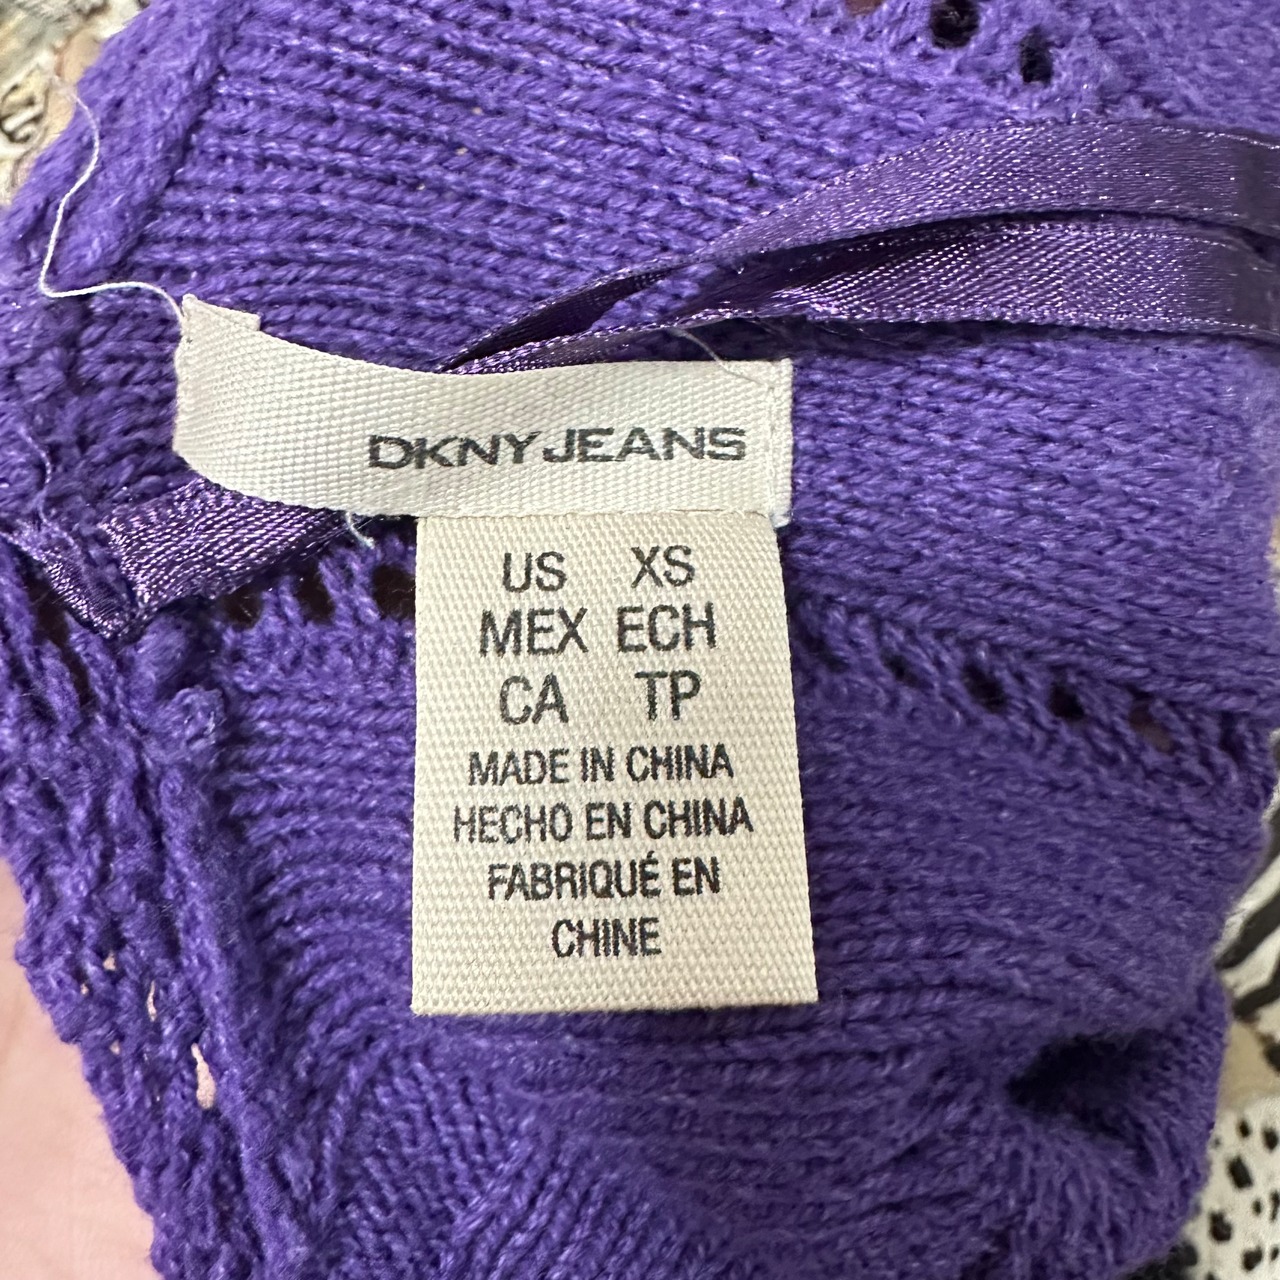 DKNY JEANS
US XS
MEX ECH
CA TP
MADE IN CHINA
HECHO EN CHINA
FABRIQUÉ EN
CHINE